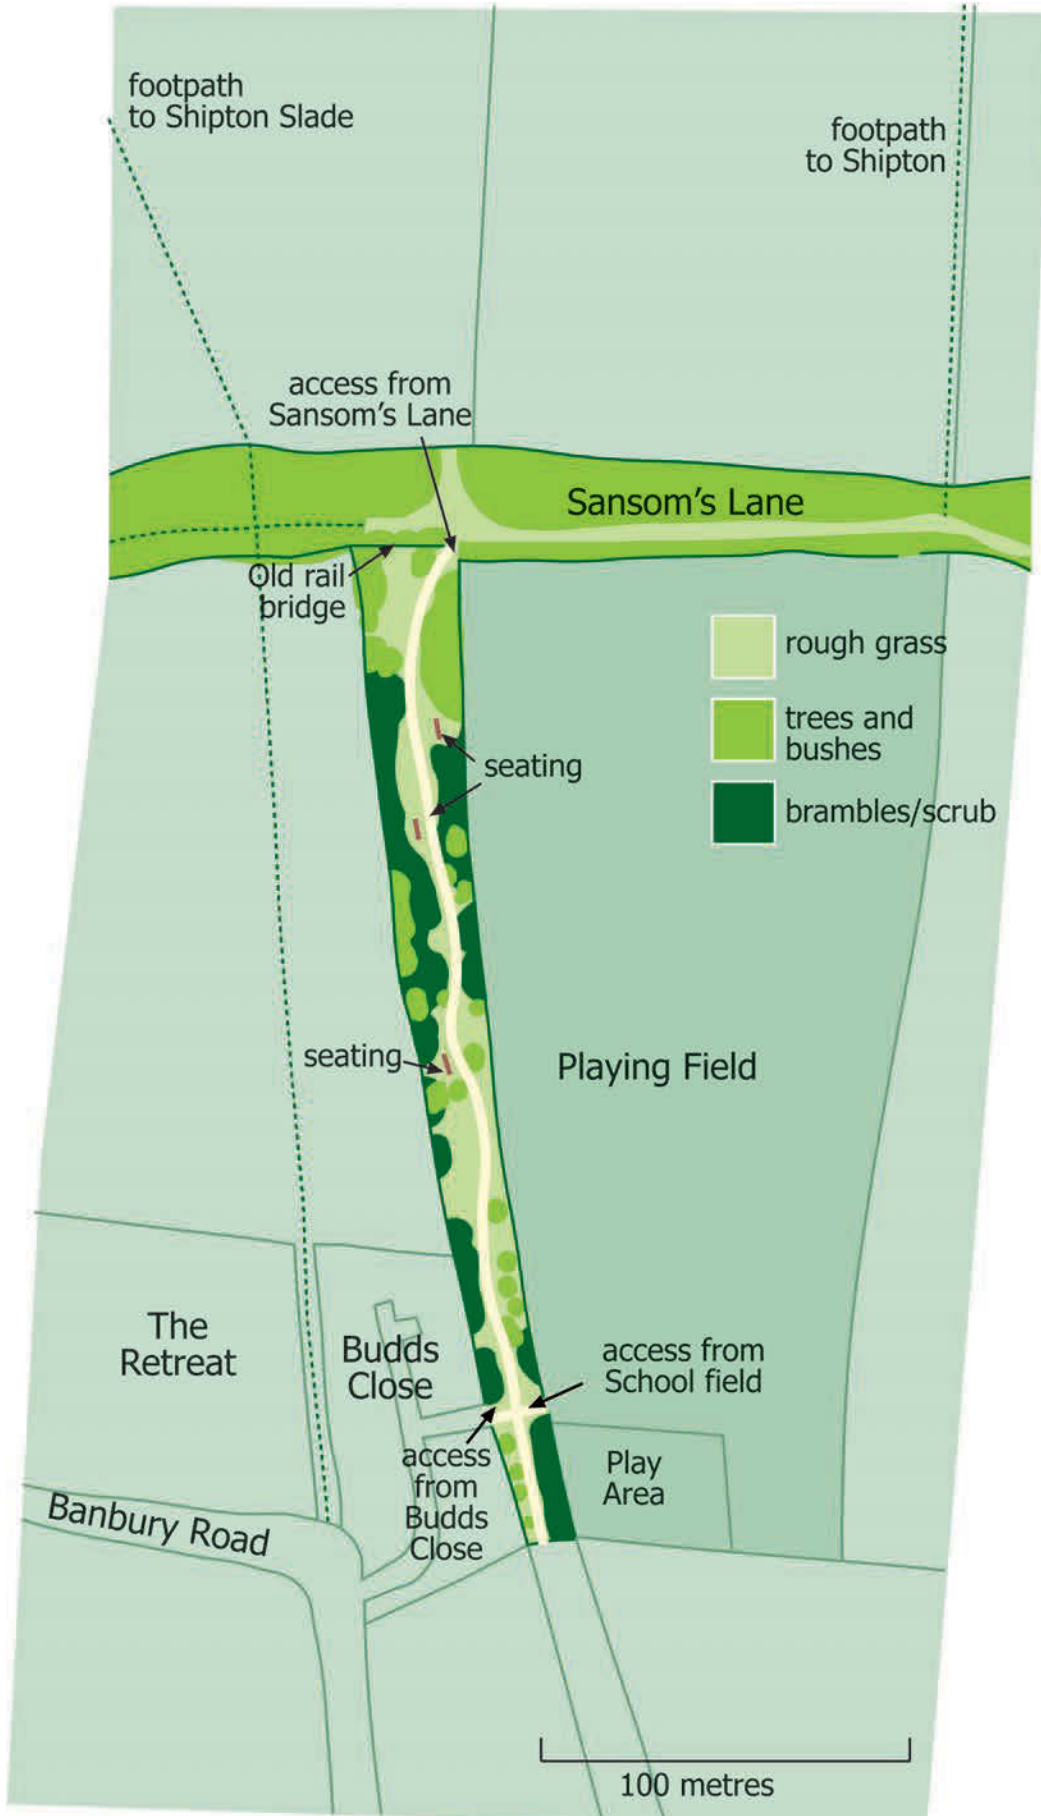 footpath
to Shipton Slade
footpath
to Shipton
access from
Sansom's Lane
Sansom's Lane
Old rail
bridge
rough grass
trees and
bushes
brambles/scrub
seating
seating
Playing Field
The
Retreat
Budds
Close
access from
School field
access
from
Budds
Close
Play
Area
Banbury Road
100 metres